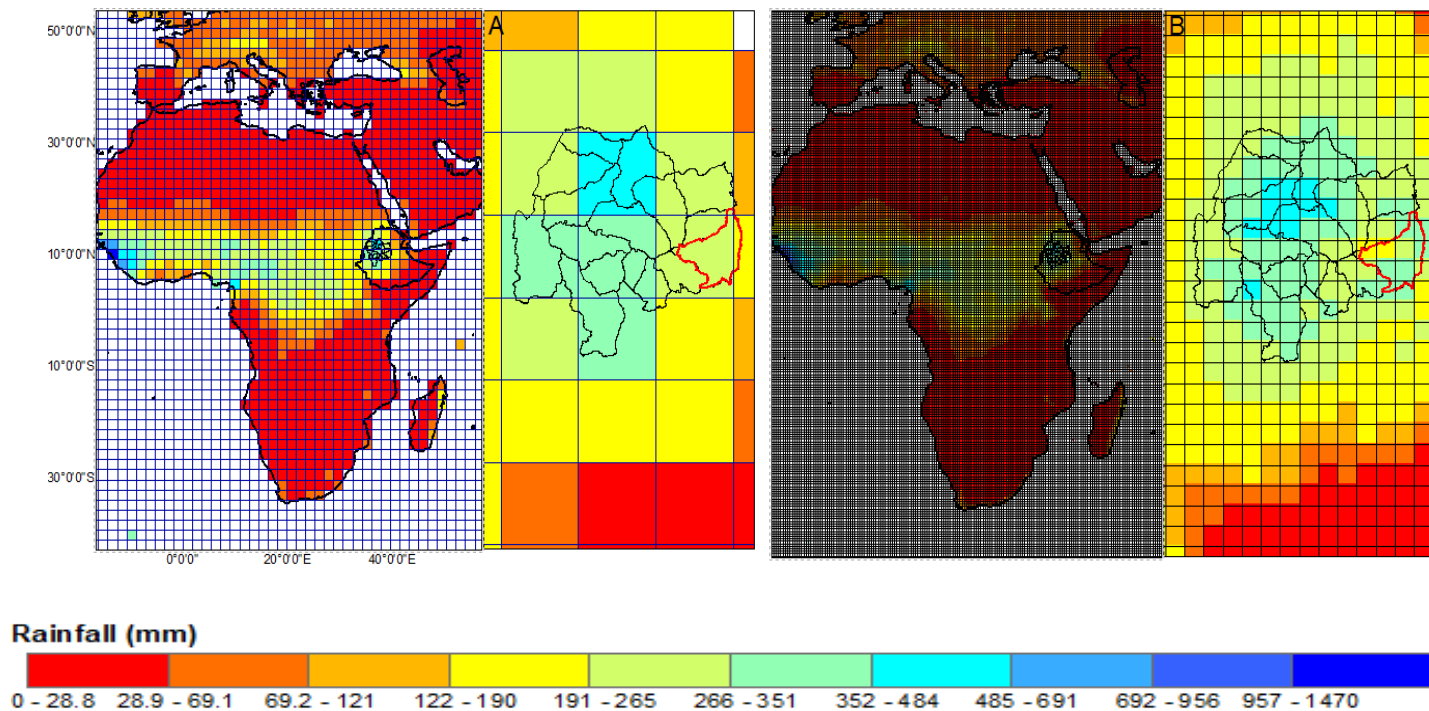 A
B
50°0'0"N
30°0'0"N
10°0'0"N
10°0'0"S
30°0'0"S
0°0'0" 20°0'0"E 40°0'0"E
Rainfall (mm)
0 - 28.8 28.9 - 69.1 69.2 - 121 122 - 190 191 - 265 266 - 351 352 - 484 485 - 691 692 - 956 957 - 1470